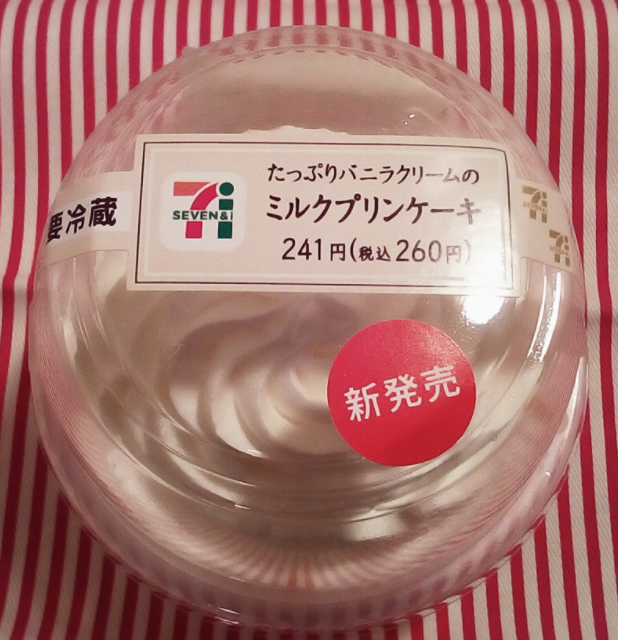 たっぷりバニラクリームの
ミルクプリンケーキ
241円(税込260円)
SEVEN&i
要冷蔵
SEVEN&i
新発売